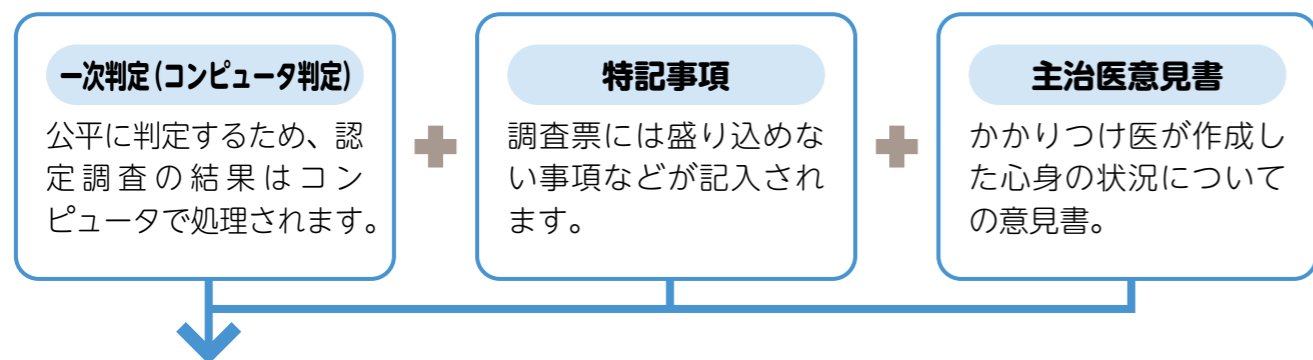 一次判定(コンピュータ判定)
公平に判定するため、認
定調査の結果はコン
ピュータで処理されます。
特記事項
調査票には盛り込めな
い事項などが記入され
ます。
主治医意見書
かかりつけ医が作成し
た心身の状況について
の意見書。